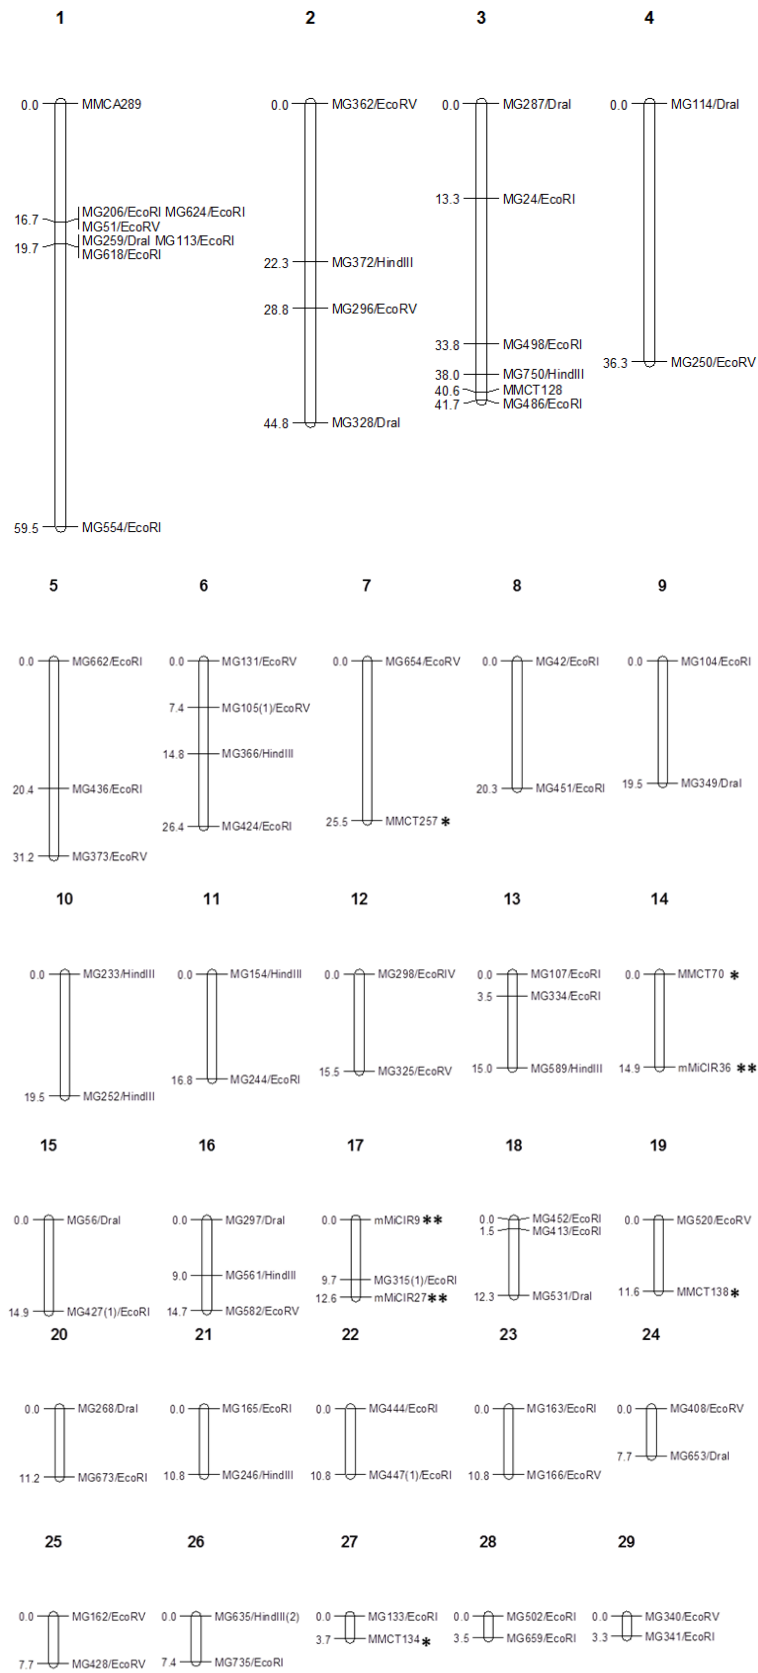 1 2 3 4
0.0 MMCA289 0.0 MG362/EcoRV 0.0 MG287/DraI 0.0 MG114/DraI
13.3 MG24/EcoRI
MG206/EcoRI MG624/EcoRI
16.7 MG51/EcoRV
19.7 MG259/DraI MG113/EcoRI
MG618/EcoRI
22.3 MG372/HindIII
28.8 MG296/EcoRV
33.8 MG498/EcoRI
36.3 MG250/EcoRV
38.0 MG750/HindIII
40.6 MMCT128
41.7 MG486/EcoRI
44.8 MG328/DraI
59.5 MG554/EcoRI
5 6 7 8 9
0.0 MG662/EcoRI 0.0 MG131/EcoRV 0.0 MG654/EcoRV 0.0 MG42/EcoRI 0.0 MG104/EcoRI
7.4 MG105(1)/EcoRV
14.8 MG366/HindIII
19.5 MG349/DraI
20.4 MG436/EcoRI 20.3 MG451/EcoRI
25.5 MMCT257 *
26.4 MG424/EcoRI
31.2 MG373/EcoRV
10 11 12 13 14
0.0 MG233/HindIII 0.0 MG154/HindIII 0.0 MG298/EcoRIV 0.0 MG107/EcoRI 0.0 MMCT70 *
3.5 MG334/EcoRI
15.5 MG325/EcoRV 15.0 MG589/HindIII 14.9 mMiCIR36 **
16.8 MG244/EcoRI
19.5 MG252/HindIII
15 16 17 18 19
0.0 MG56/DraI 0.0 MG297/DraI 0.0 mMiCIR9 ** 0.0 MG452/EcoRI 0.0 MG520/EcoRV
1.5 MG413/EcoRI
9.0 MG561/HindIII 9.7 MG315(1)/EcoRI
11.6 MMCT138 *
12.6 mMiCIR27 ** 12.3 MG531/DraI
14.9 MG427(1)/EcoRI 14.7 MG582/EcoRV
20 21 22 23 24
0.0 MG268/DraI 0.0 MG165/EcoRI 0.0 MG444/EcoRI 0.0 MG163/EcoRI 0.0 MG408/EcoRV
7.7 MG653/DraI
11.2 MG673/EcoRI 10.8 MG246/HindIII 10.8 MG447(1)/EcoRI 10.8 MG166/EcoRV
25 26 27 28 29
0.0 MG162/EcoRV 0.0 MG635/HindIII(2) 0.0 MG133/EcoRI 0.0 MG502/EcoRI 0.0 MG340/EcoRV
3.7 MMCT134 * 3.5 MG659/EcoRI 3.3 MG341/EcoRI
7.7 MG428/EcoRV 7.4 MG735/EcoRI